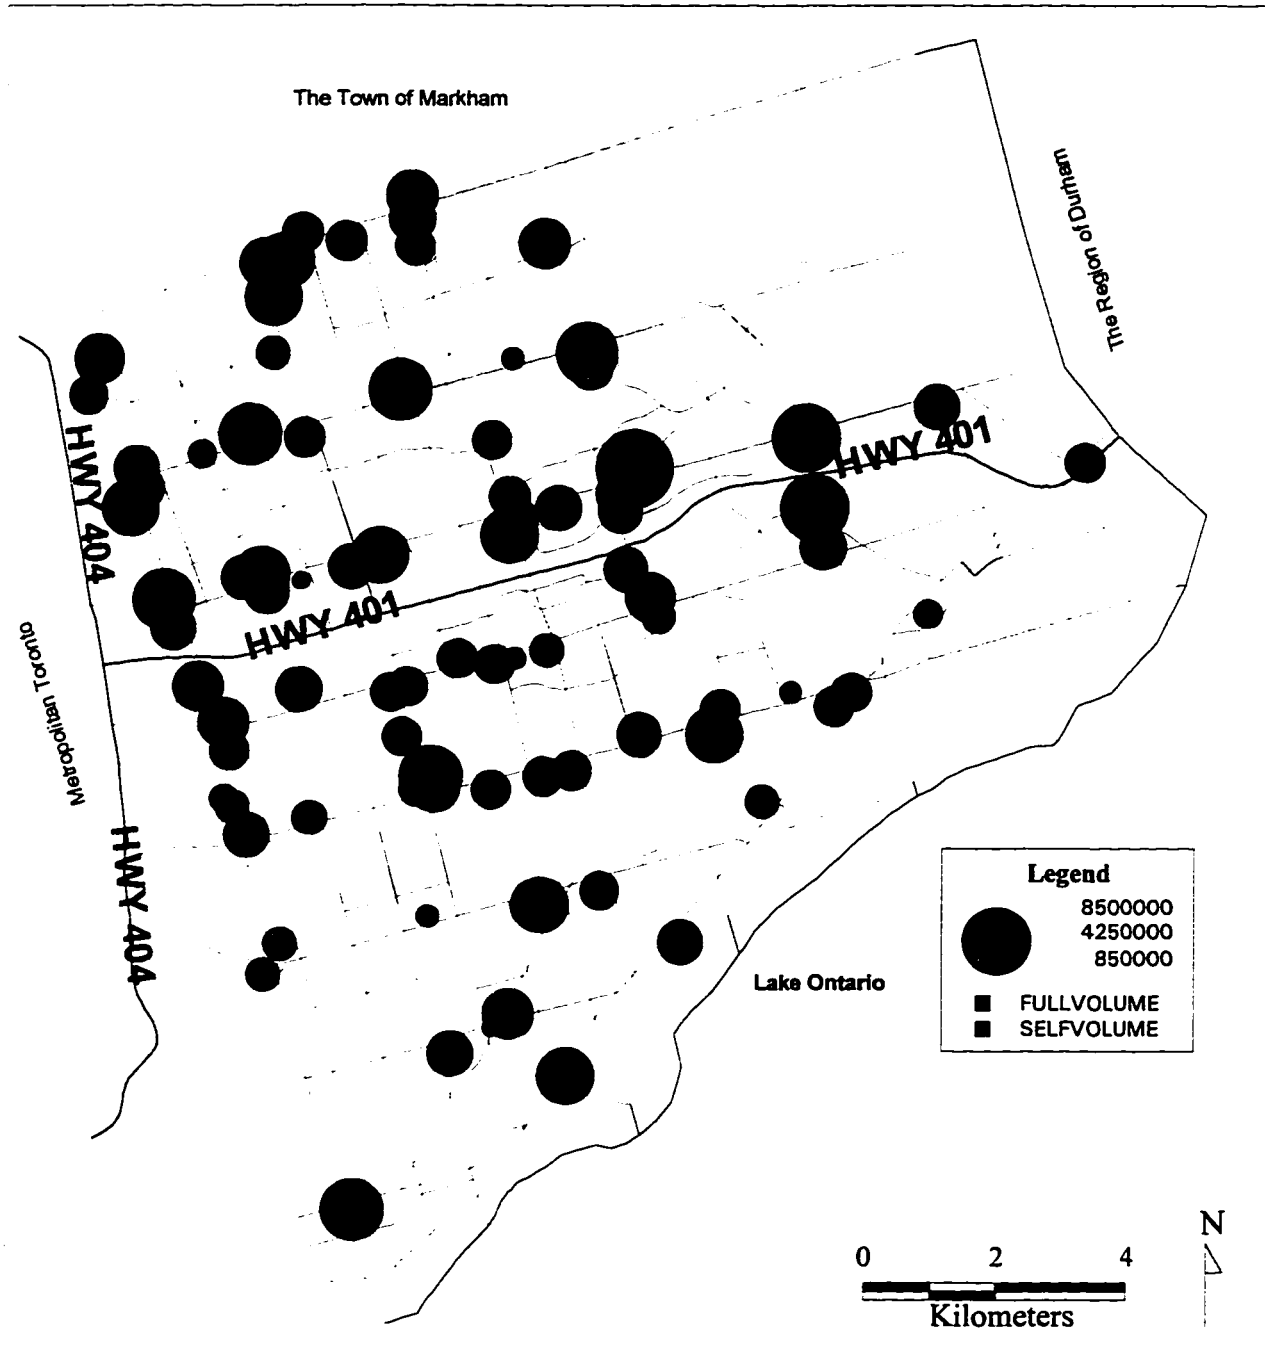 The Town of Markham
The Region of Durham
HWY 401
HWY 404
HWY 401
Metropolitan Toronto
HWY 404
Legend
8500000
4250000
850000
FULLVOLUME
SELFVOLUME
Lake Ontario
N
0 2 4
Kilometers